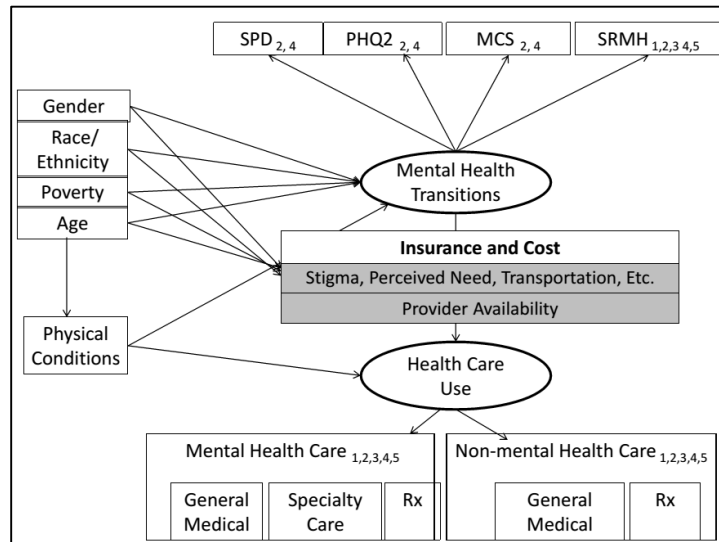 SPD 2, 4
PHQ2 2, 4
MCS 2, 4
SRMH 1,2,3 4,5
Gender
Race/
Ethnicity
Poverty
Age
Mental Health
Transitions
Insurance and Cost
Stigma, Perceived Need, Transportation, Etc.
Provider Availability
Physical
Conditions
Health Care
Use
Mental Health Care 1,2,3,4,5
General
Medical
Specialty
Care
Rx
Non-mental Health Care 1,2,3,4,5
General
Medical
Rx